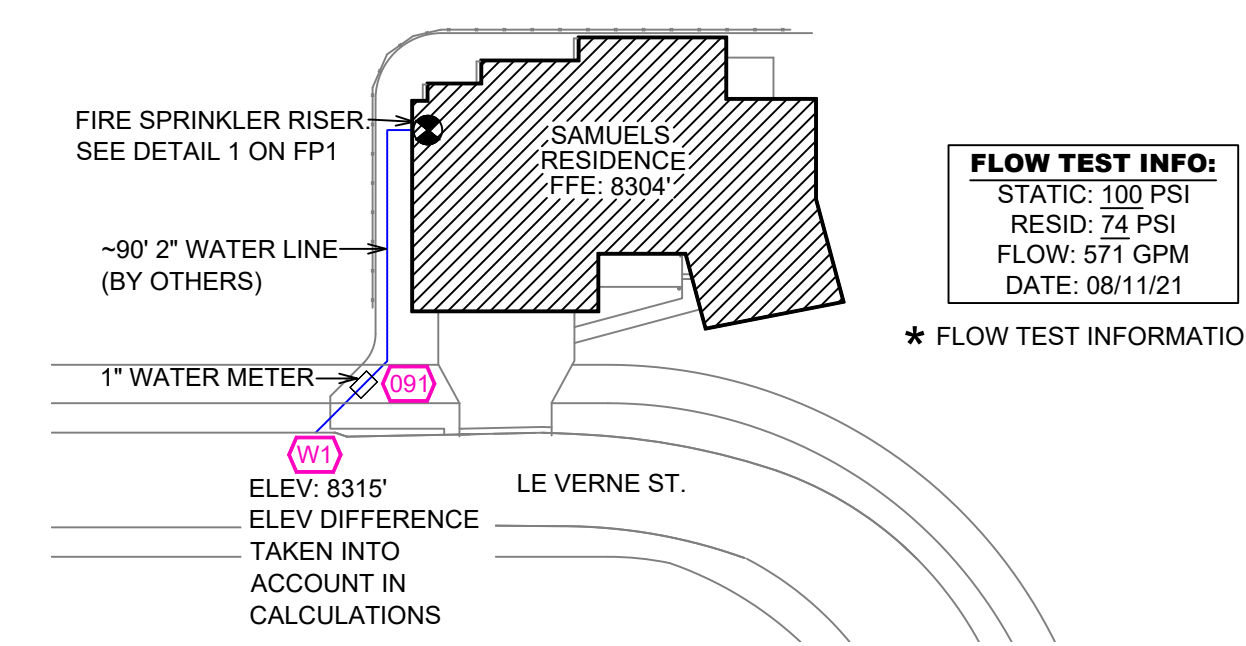 FIRE SPRINKLER RISER.
SEE DETAIL 1 ON FP1
SAMUELS
RESIDENCE
FFE: 8304'
~90' 2" WATER LINE
(BY OTHERS)
1" WATER METER
091
W1
ELEV: 8315'
ELEV DIFFERENCE
TAKEN INTO
ACCOUNT IN
CALCULATIONS
LE VERNE ST.
FLOW TEST INFO:
STATIC: 100 PSI
RESID: 74 PSI
FLOW: 571 GPM
DATE: 08/11/21
* FLOW TEST INFORMATIO